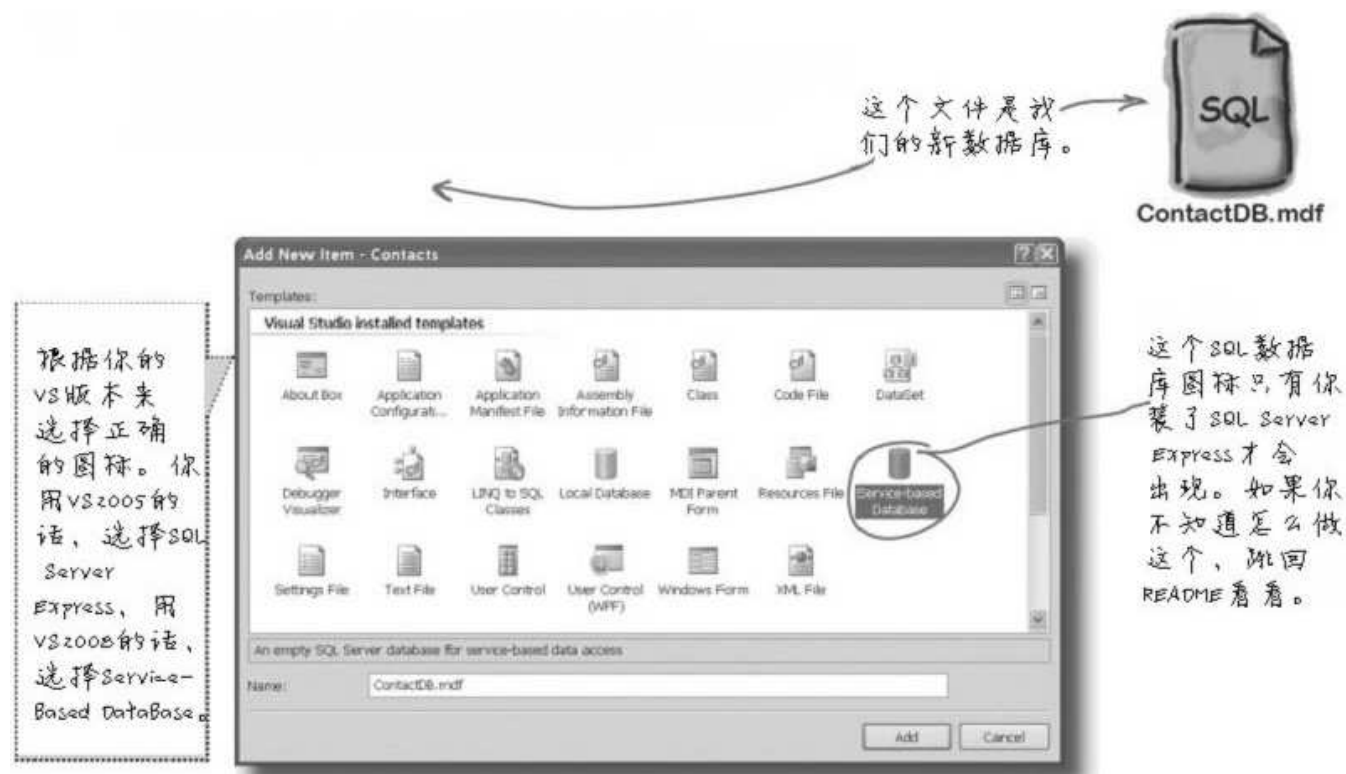 这个文件是我
们的新数据库。
SQL
ContactDB.mdf
Add New Item - Contacts
Templates:
Visual Studio installed templates
About Box
Application
Configurati...
Application
Manifest File
Assembly
Information File
Class
Code File
DataSet
Debugger
Visualizer
Interface
LINQ to SQL
Classes
Local Database
MDI Parent
Form
Resources File
Service-based
Database
Settings File
Text File
User Control
User Control
(WPF)
Windows Form
XML File
An empty SQL Server database for service-based data access
Name:
ContactDB.mdf
Add
Cancel
根据你的
VS版本来
选择正确
的图标。你
用VS2005的
话，选择SQL
Server
Express，用
VS2008的话，
选择Service-
Based DataBase。
这个SQL数据
库图标只有你
装了SQL Server
Express才会
出现。如果你
不知道怎么做
这个，跳回
README看看。